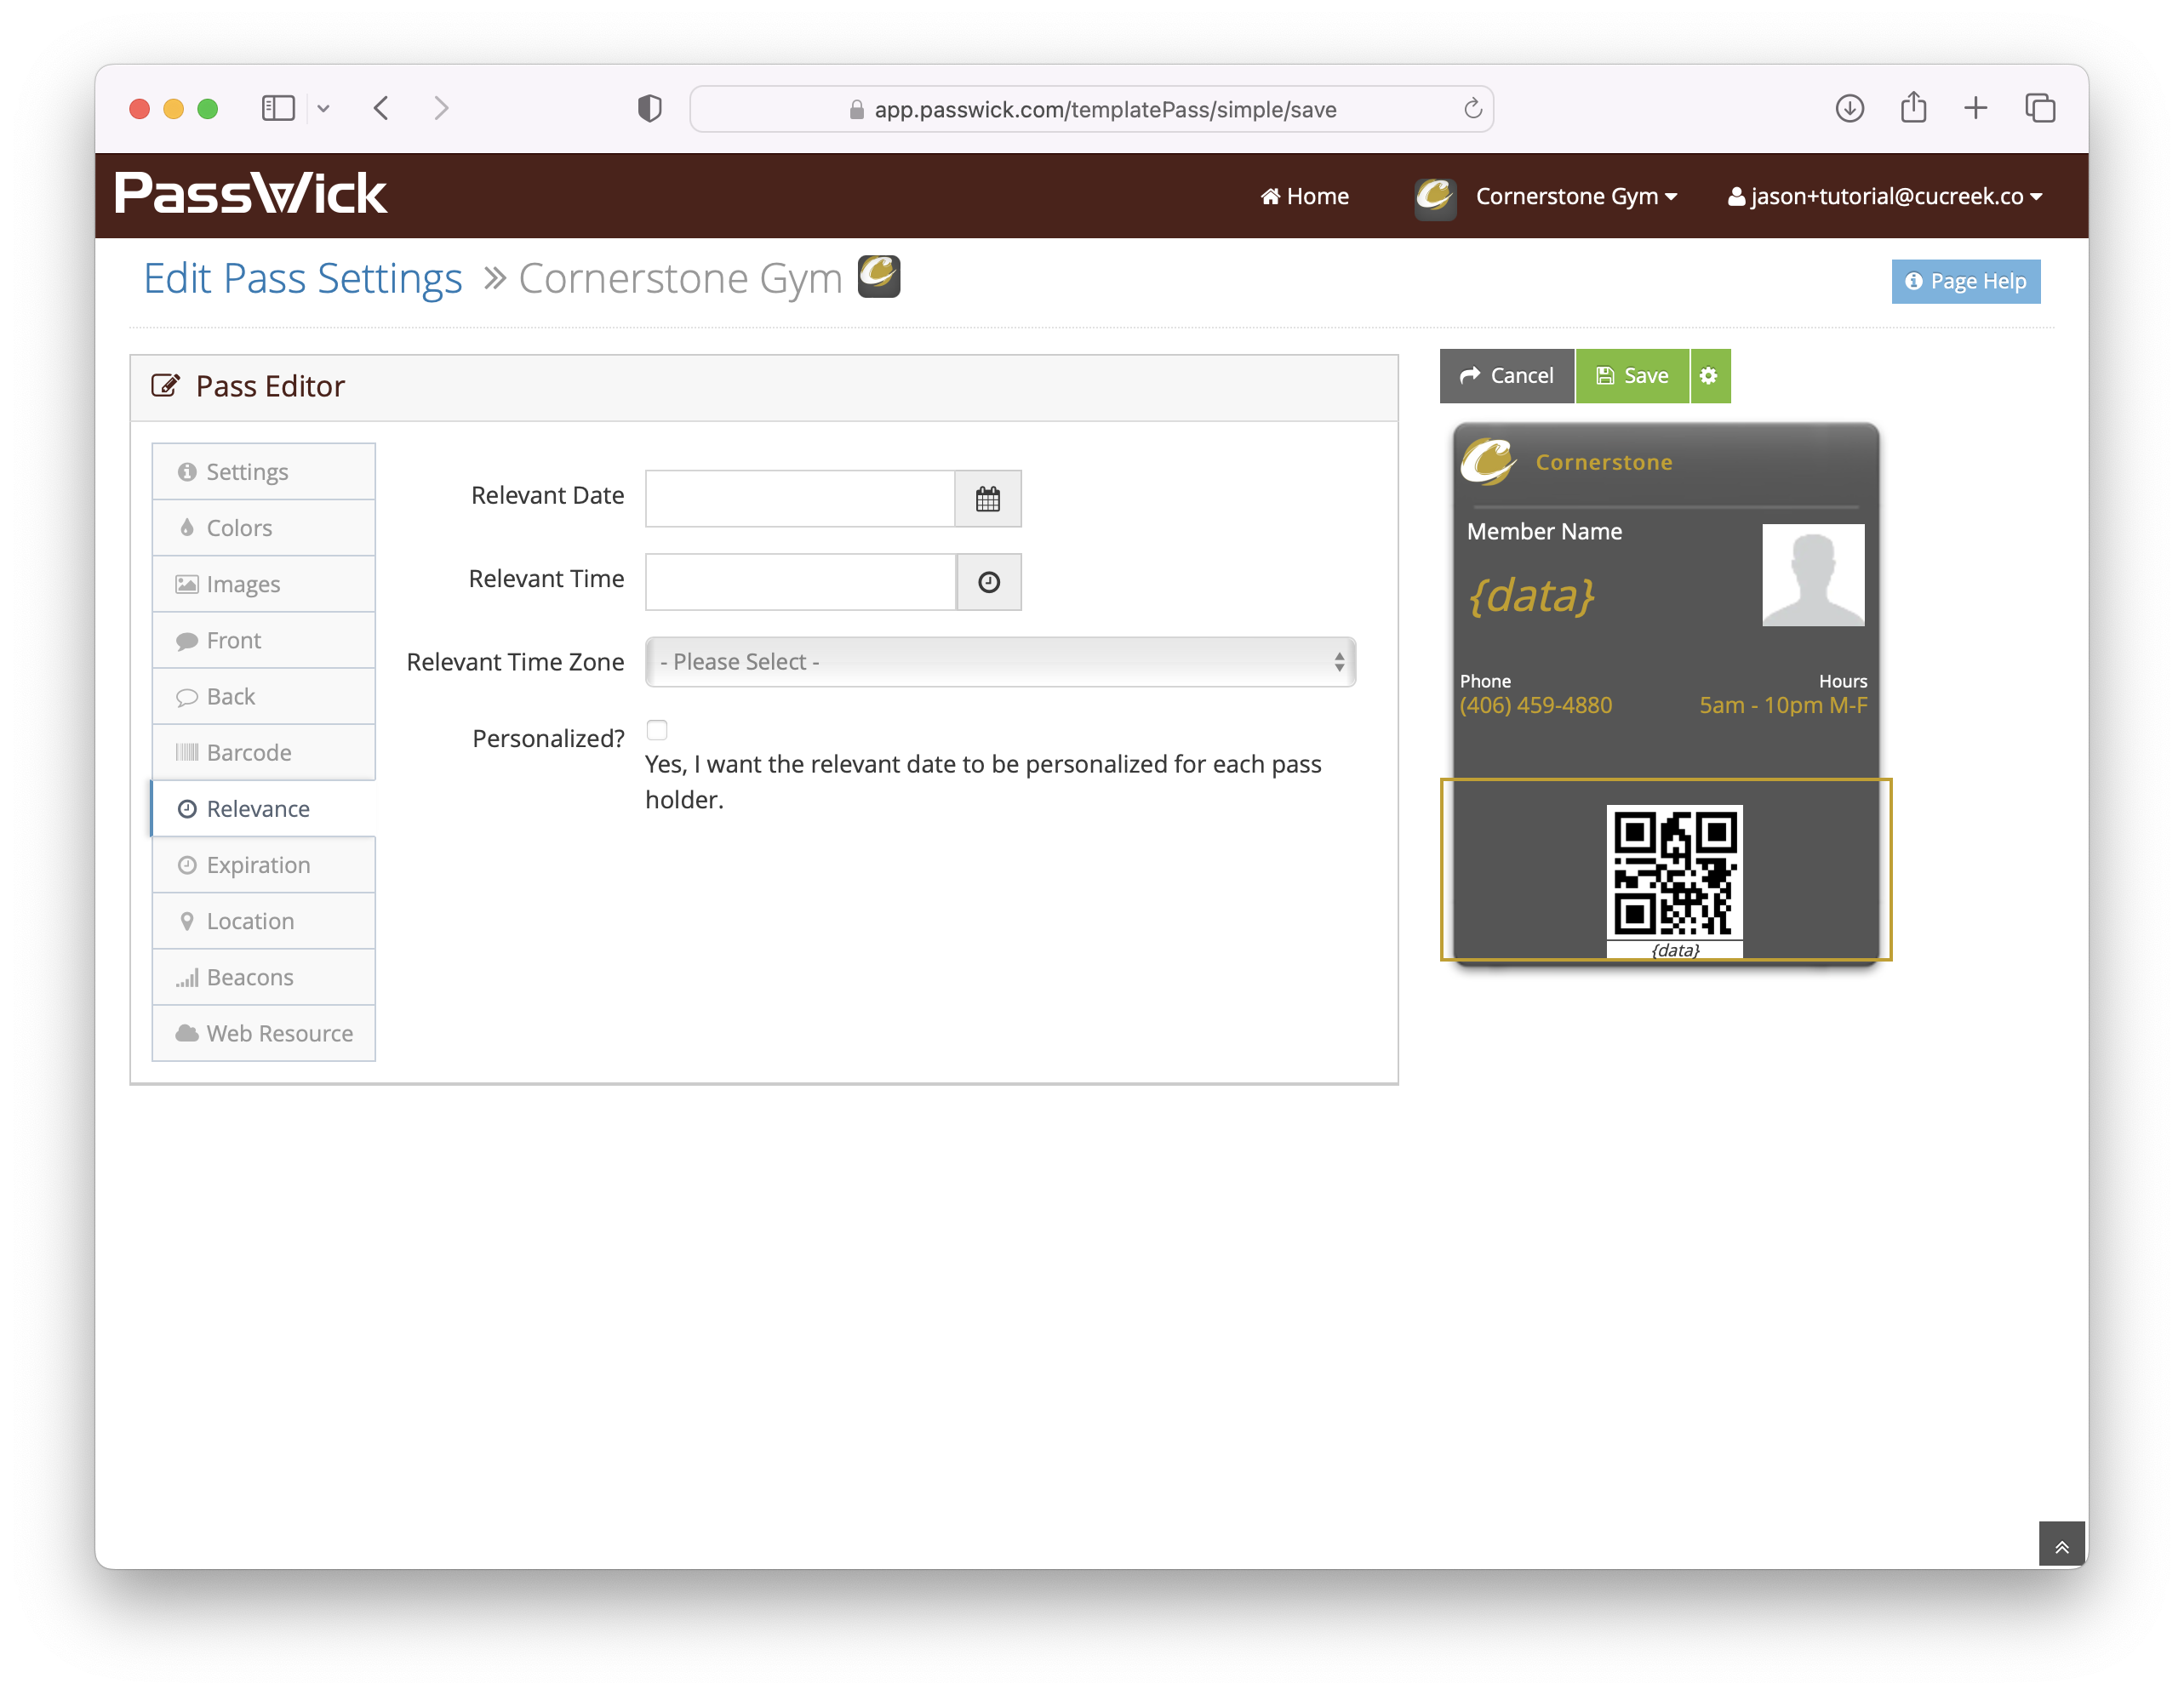 app.passwick.com/templatePass/simple/save
PassWick
Home
Cornerstone Gym
jason+tutorial@cucreek.co
Edit Pass Settings » Cornerstone Gym
Page Help
Pass Editor
Cancel
Save
Settings
Colors
Images
Front
Back
Barcode
Relevance
Expiration
Location
Beacons
Web Resource
Relevant Date
Relevant Time
Relevant Time Zone
- Please Select -
Personalized?
Yes, I want the relevant date to be personalized for each pass
holder.
Cornerstone
Member Name
{data}
Phone
Hours
(406) 459-4880
5am - 10pm M-F
{data}